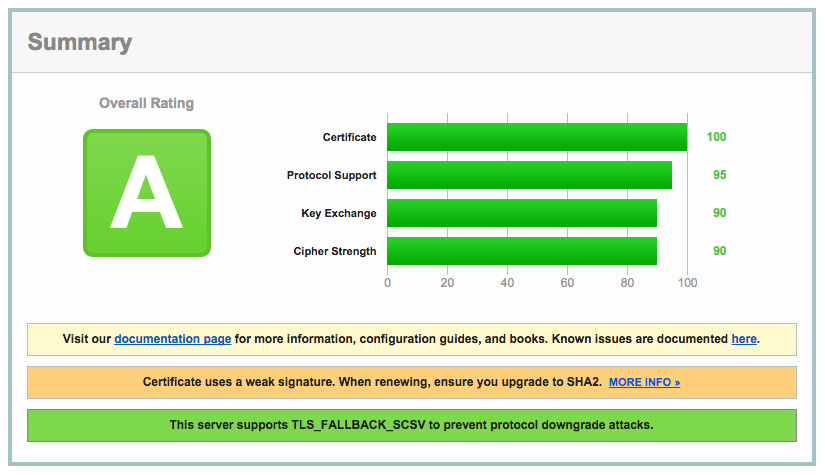 Summary
Overall Rating
A
Certificate 100
Protocol Support 95
Key Exchange 90
Cipher Strength 90
0 20 40 60 80 100
Visit our documentation page for more information, configuration guides, and books. Known issues are documented here.
Certificate uses a weak signature. When renewing, ensure you upgrade to SHA2. MORE INFO »
This server supports TLS_FALLBACK_SCSV to prevent protocol downgrade attacks.